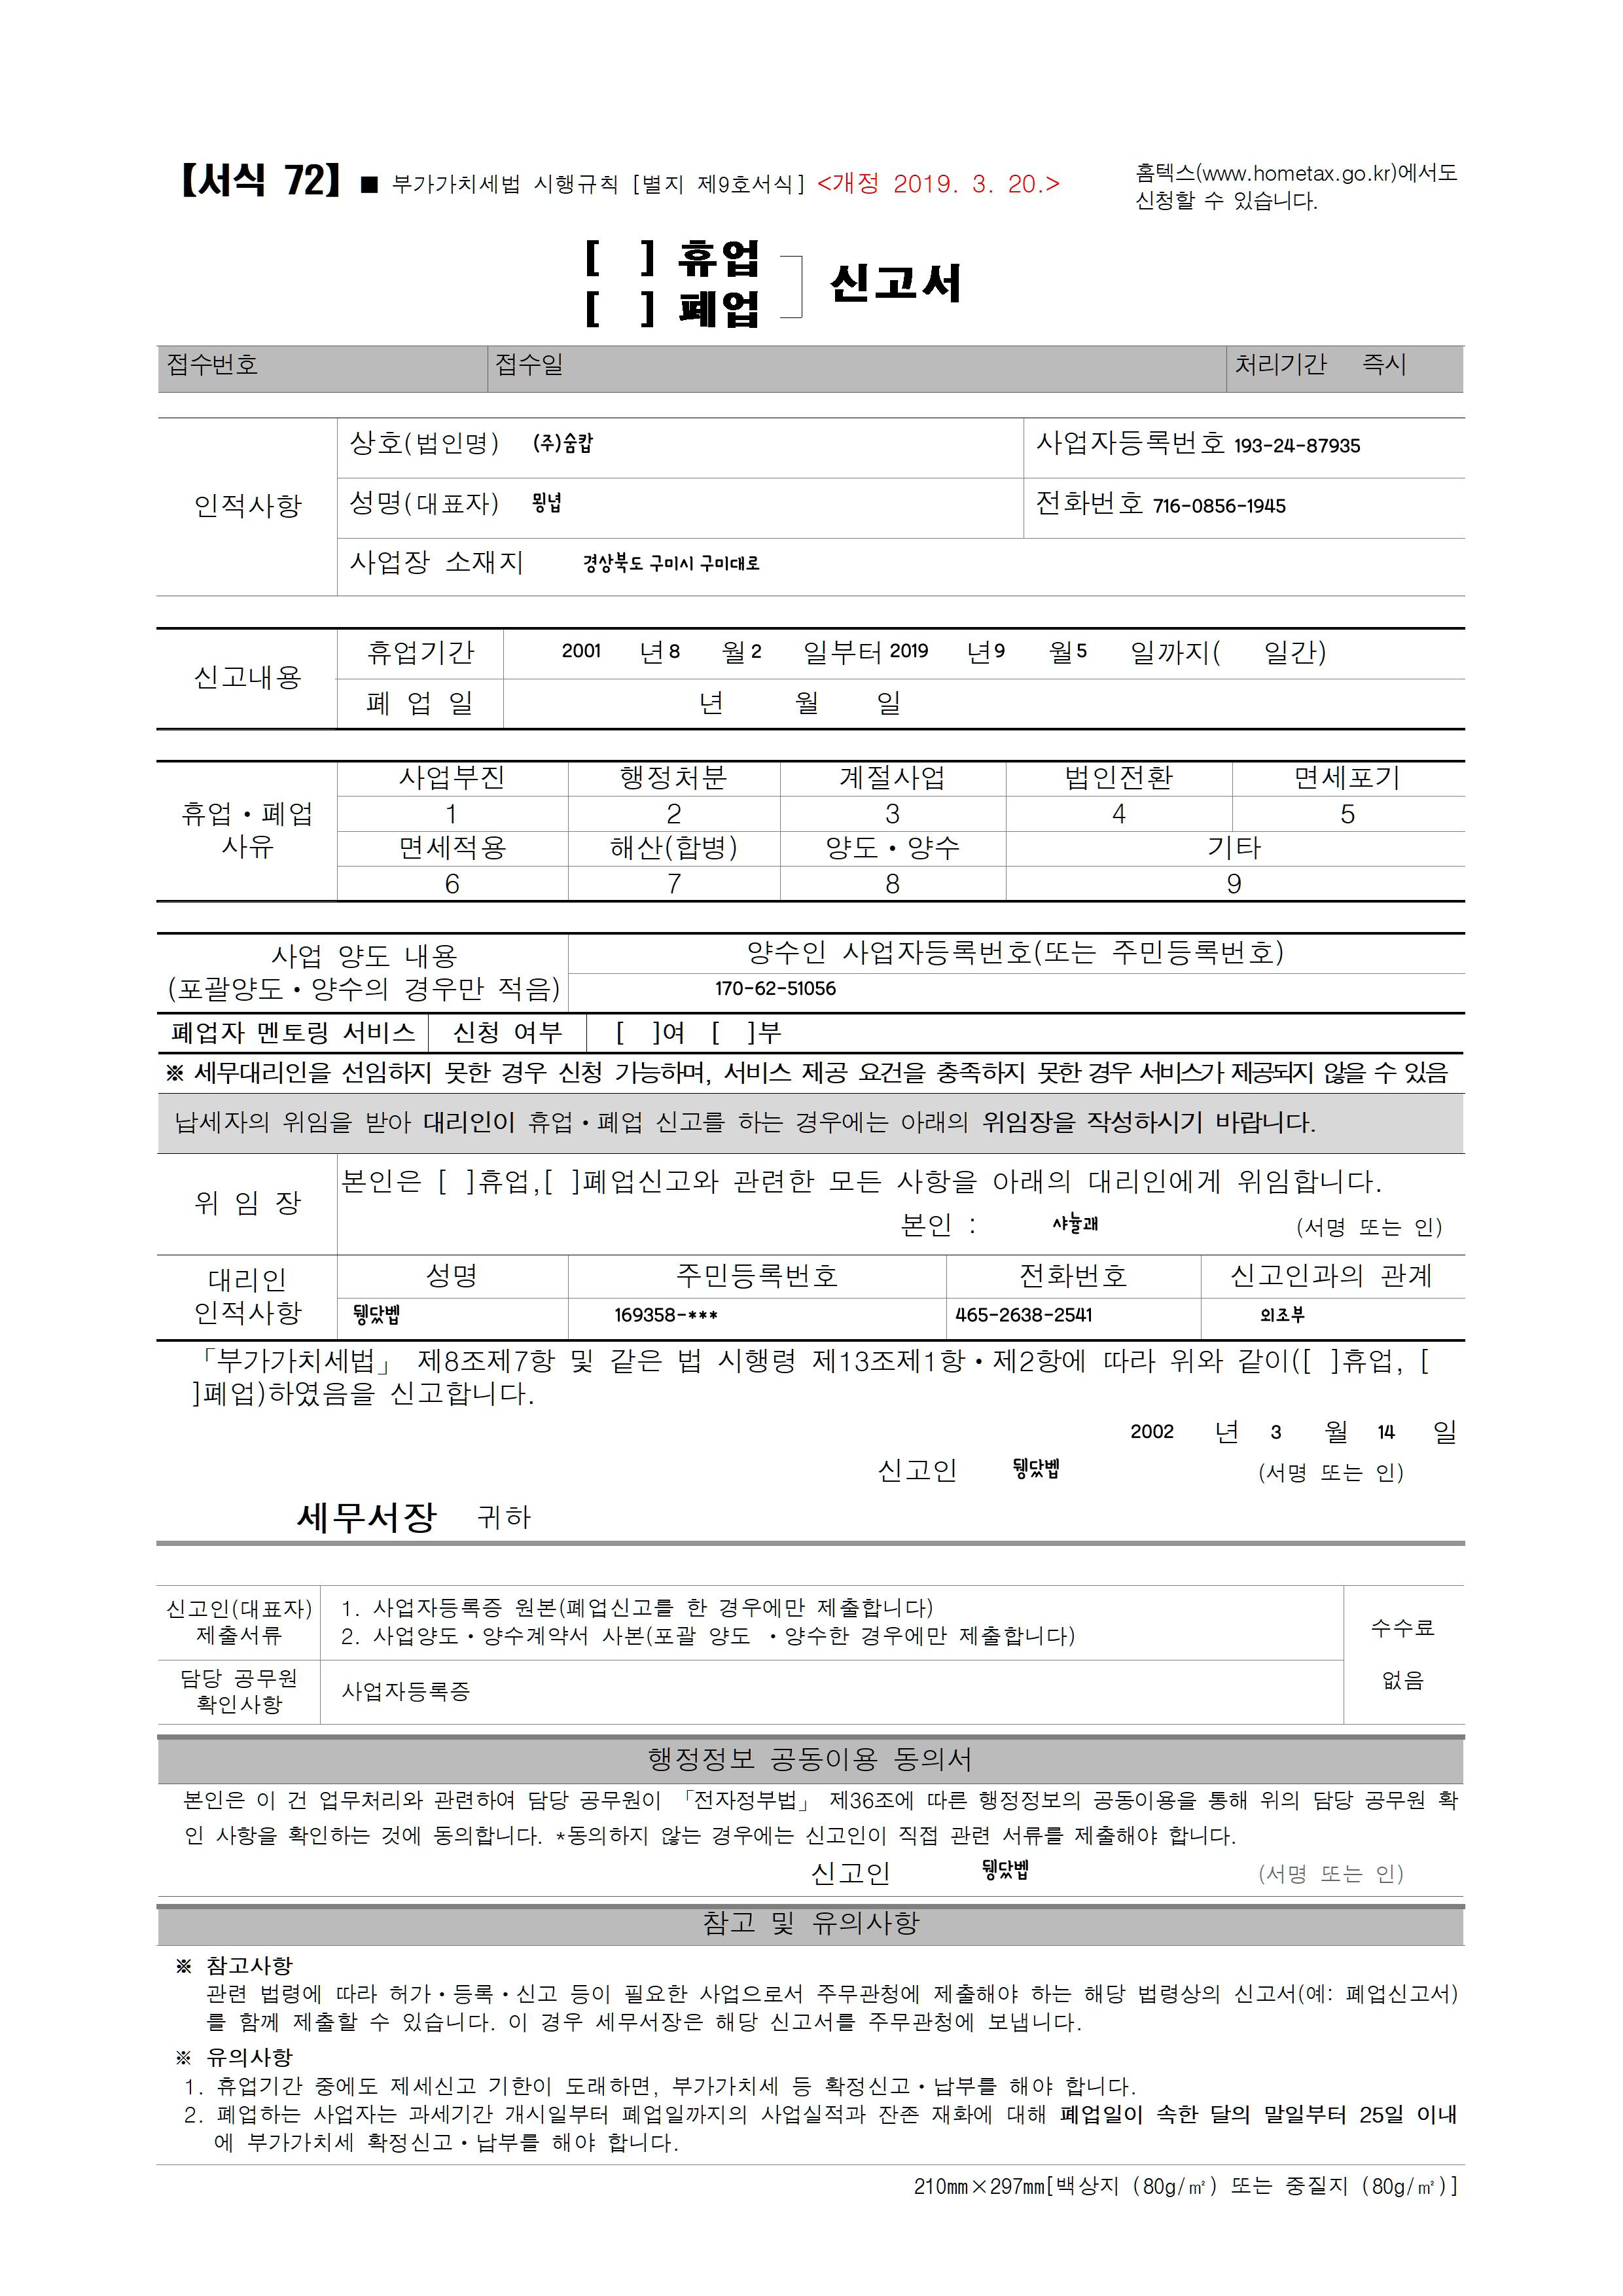 【서식 72】 ■ 부가가치세법 시행규칙 [별지 제9호서식] <개정 2019. 3. 20.>
홈텍스(www.hometax.go.kr)에서도
신청할 수 있습니다.
[ ] 휴업
[ ] 폐업
신고서
접수번호 접수일 처리기간 즉시
인적사항
상호(법인명) (주)숨캅 사업자등록번호 193-24-87935
성명(대표자) 묑녑 전화번호 716-0856-1945
사업장 소재지 경상북도 구미시 구미대로
신고내용
휴업기간 2001 년 8 월 2 일부터 2019 년 9 월 5 일까지( 일간)
폐 업 일 년 월 일
휴업·폐업
사유
사업부진 행정처분 계절사업 법인전환 면세포기
1 2 3 4 5
면세적용 해산(합병) 양도·양수 기타
6 7 8 9
사업 양도 내용
(포괄양도·양수의 경우만 적음)
양수인 사업자등록번호(또는 주민등록번호)
170-62-51056
폐업자 멘토링 서비스 신청 여부 [ ]여 [ ]부
※ 세무대리인을 선임하지 못한 경우 신청 가능하며, 서비스 제공 요건을 충족하지 못한 경우 서비스가 제공되지 않을 수 있음
납세자의 위임을 받아 대리인이 휴업·폐업 신고를 하는 경우에는 아래의 위임장을 작성하시기 바랍니다.
위 임 장
본인은 [ ]휴업,[ ]폐업신고와 관련한 모든 사항을 아래의 대리인에게 위임합니다.
본인 : 샤늘괘 (서명 또는 인)
대리인
인적사항
성명 주민등록번호 전화번호 신고인과의 관계
169358-*** 465-2638-2541 외조부
「부가가치세법」 제8조제7항 및 같은 법 시행령 제13조제1항·제2항에 따라 위와 같이([ ]휴업, [
]폐업)하였음을 신고합니다.
2002 년 3 월 14 일
신고인 (서명 또는 인)
세무서장 귀하
신고인(대표자)
제출서류
1. 사업자등록증 원본(폐업신고를 한 경우에만 제출합니다)
2. 사업양도·양수계약서 사본(포괄 양도 ·양수한 경우에만 제출합니다)
수수료
없음
담당 공무원
확인사항
사업자등록증
행정정보 공동이용 동의서
본인은 이 건 업무처리와 관련하여 담당 공무원이 「전자정부법」 제36조에 따른 행정정보의 공동이용을 통해 위의 담당 공무원 확
인 사항을 확인하는 것에 동의합니다. *동의하지 않는 경우에는 신고인이 직접 관련 서류를 제출해야 합니다.
신고인 (서명 또는 인)
참고 및 유의사항
※ 참고사항
관련 법령에 따라 허가·등록·신고 등이 필요한 사업으로서 주무관청에 제출해야 하는 해당 법령상의 신고서(예: 폐업신고서)
를 함께 제출할 수 있습니다. 이 경우 세무서장은 해당 신고서를 주무관청에 보냅니다.
※ 유의사항
1. 휴업기간 중에도 제세신고 기한이 도래하면, 부가가치세 등 확정신고·납부를 해야 합니다.
2. 폐업하는 사업자는 과세기간 개시일부터 폐업일까지의 사업실적과 잔존 재화에 대해 폐업일이 속한 달의 말일부터 25일 이내
에 부가가치세 확정신고·납부를 해야 합니다.
210㎜×297㎜[백상지 (80g/㎡) 또는 중질지 (80g/㎡)]